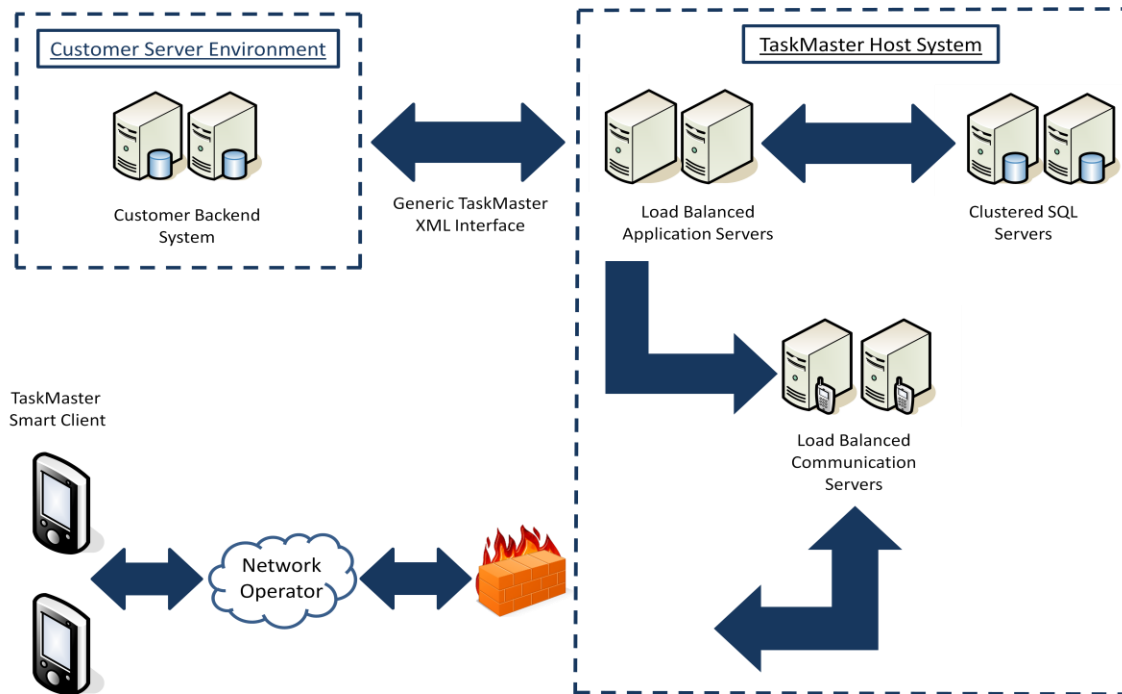 Customer Server Environment
Customer Backend
System
Generic TaskMaster
XML Interface
TaskMaster Host System
Load Balanced
Application Servers
Clustered SQL
Servers
Load Balanced
Communication
Servers
TaskMaster
Smart Client
Network
Operator